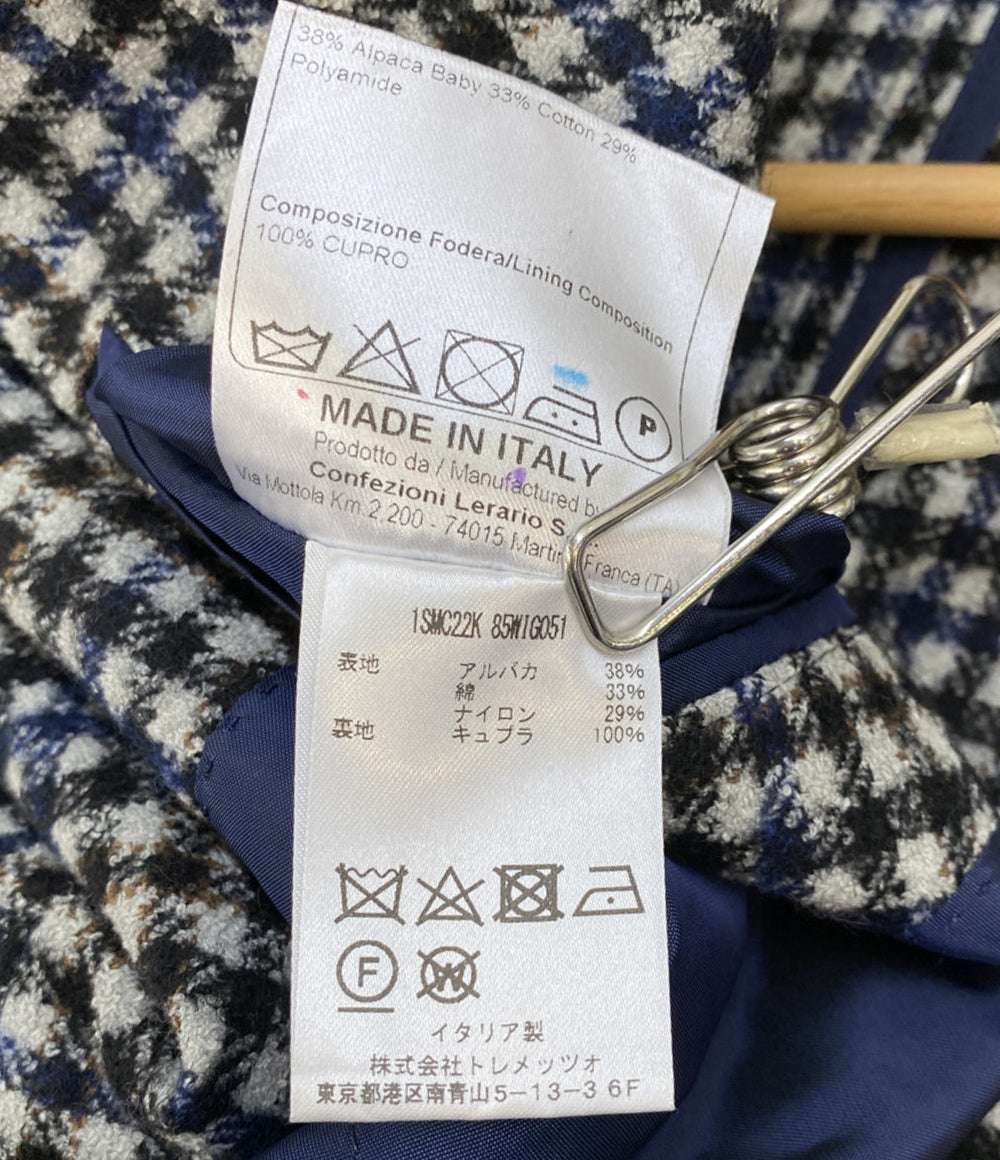 38% Alpaca Baby 33% Cotton 29%
Polyamide
Composizione Fodera/Lining Composition
100% CUPRO
P
MADE IN ITALY
Prodotto da / Manufactured by
Confezioni Lerario S
Via Mottola Km 2,200 - 74015 Martin Franca (TA)
1SMC22K 85WIG051
表地 アルパカ 38%
綿 33%
ナイロン 29%
裏地 キュプラ 100%
F W
イタリア製
株式会社トレメッツオ
東京都港区南青山5-13-3 6F